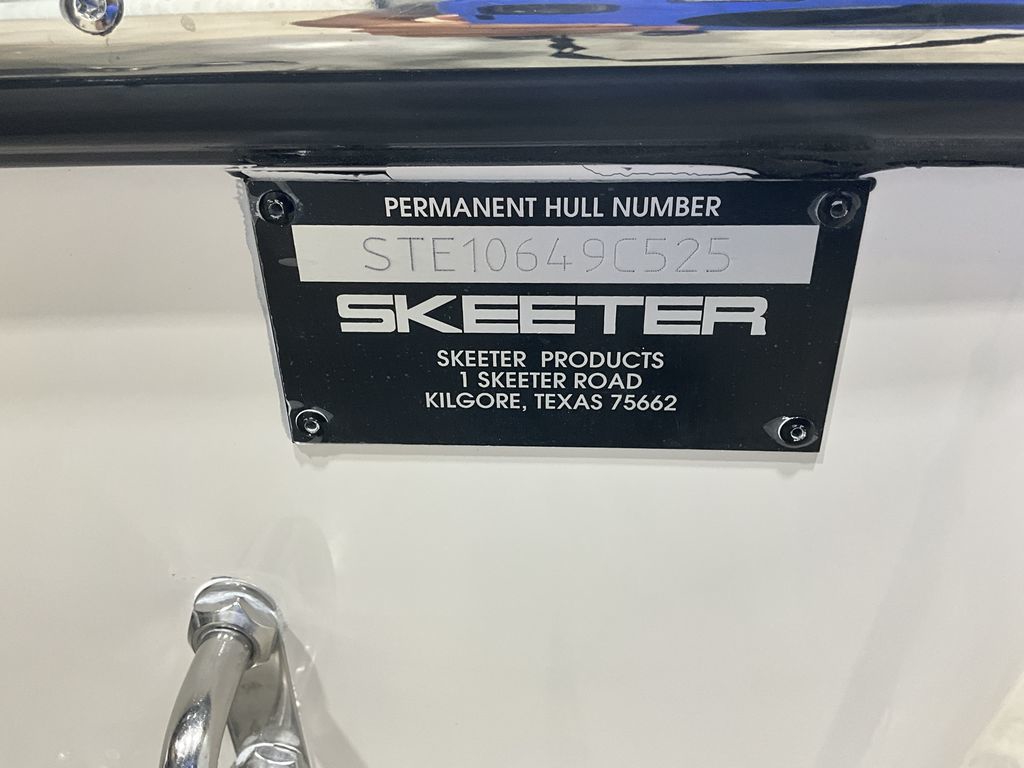 PERMANENT HULL NUMBER
STE10649C525
SKEETER
SKEETER PRODUCTS
1 SKEETER ROAD
KILGORE, TEXAS 75662